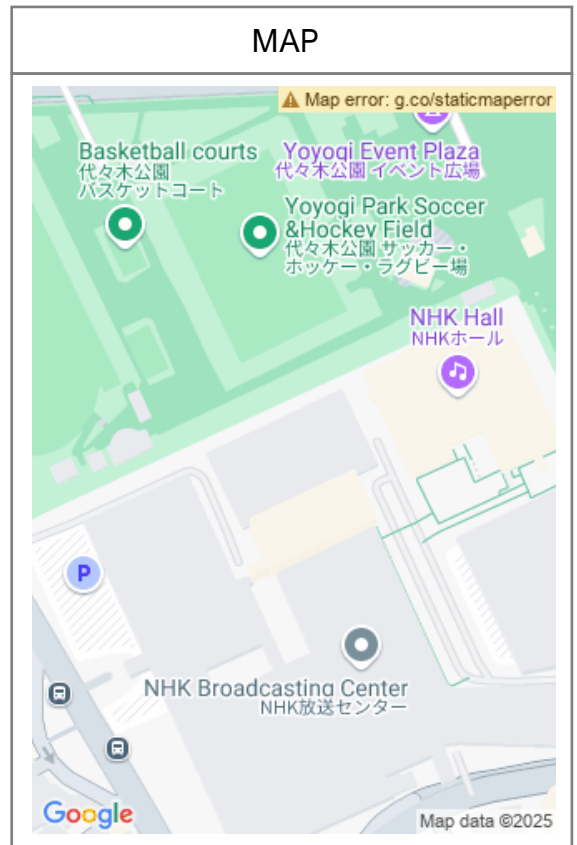 MAP
Map error: g.co/staticmaperror
Basketball courts
代々木公園
バスケットコート
Yoyogi Event Plaza
代々木公園 イベント広場
Yoyogi Park Soccer
&Hockey Field
代々木公園 サッカー・
ホッケー・ラグビー場
NHK Hall
NHKホール
P
NHK Broadcasting Center
NHK放送センター
Google
Map data ©2025